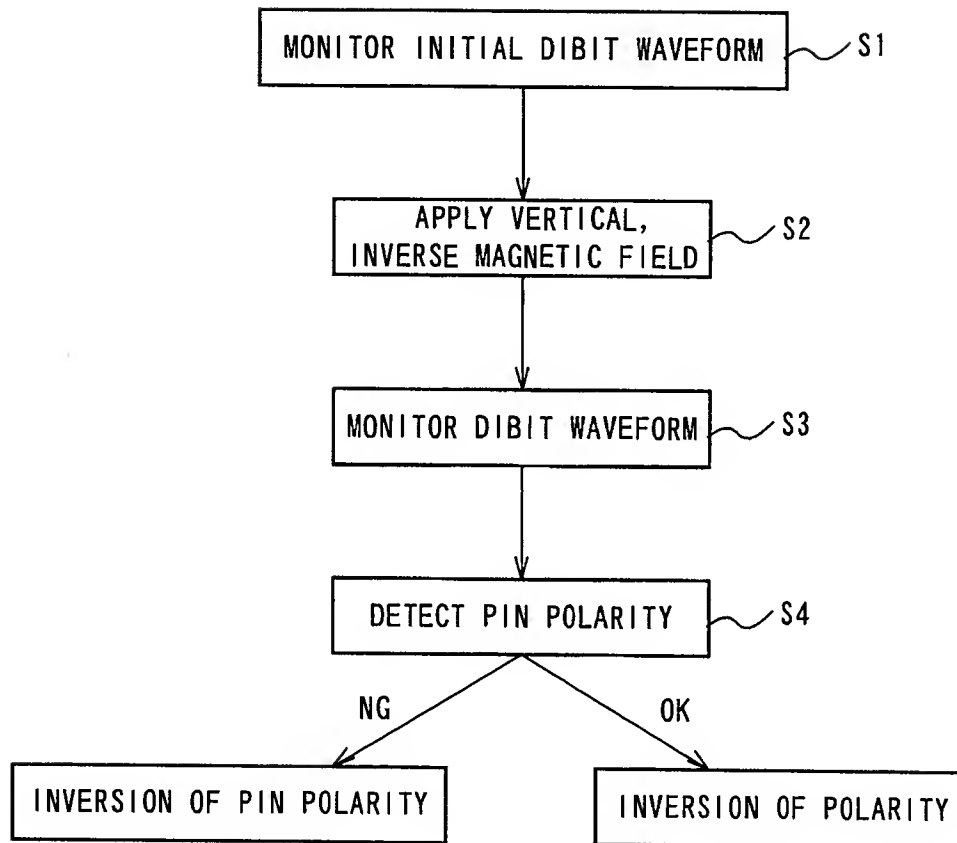 MONITOR INITIAL DIBIT WAVEFORM
S1
APPLY VERTICAL,
INVERSE MAGNETIC FIELD
S2
MONITOR DIBIT WAVEFORM
S3
DETECT PIN POLARITY
S4
NG
OK
INVERSION OF PIN POLARITY
INVERSION OF POLARITY